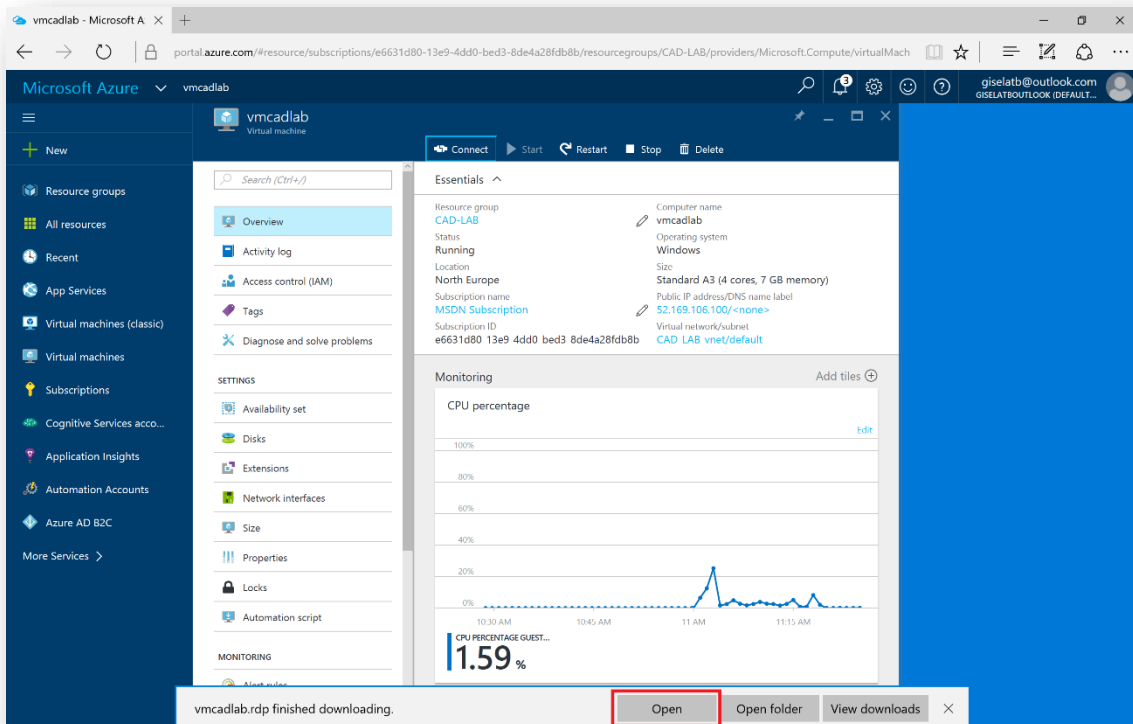 vmcadlab - Microsoft A
portal.azure.com/#resource/subscriptions/e6631d80-13e9-4dd0-bed3-8de4a28fdb8b/resourcegroups/CAD-LAB/providers/Microsoft.Compute/virtualMach
Microsoft Azure vmcadlab
3
giselatb@outlook.com
GISELATBOUTLOOK (DEFAULT...
New
Resource groups
All resources
Recent
App Services
Virtual machines (classic)
Virtual machines
Subscriptions
Cognitive Services acco...
Application Insights
Automation Accounts
Azure AD B2C
More Services
vmcadlab
Virtual machine
Search (Ctrl+/)
Overview
Activity log
Access control (IAM)
Tags
Diagnose and solve problems
SETTINGS
Availability set
Disks
Extensions
Network interfaces
Size
Properties
Locks
Automation script
MONITORING
Alert rules
Connect Start Restart Stop Delete
Essentials
Resource group
CAD-LAB
Status
Running
Location
North Europe
Subscription name
MSDN Subscription
Subscription ID
e6631d80 13e9 4dd0 bed3 8de4a28fdb8b
Computer name
vmcadlab
Operating system
Windows
Size
Standard A3 (4 cores, 7 GB memory)
Public IP address/DNS name label
52.169.106.100/<none>
Virtual network/subnet
CAD LAB vnet/default
Monitoring Add tiles
CPU percentage
Edit
100%
80%
60%
40%
20%
0%
10:30 AM 10:45 AM 11 AM 11:15 AM
CPU PERCENTAGE GUEST...
1.59 %
vmcadlab.rdp finished downloading. Open Open folder View downloads